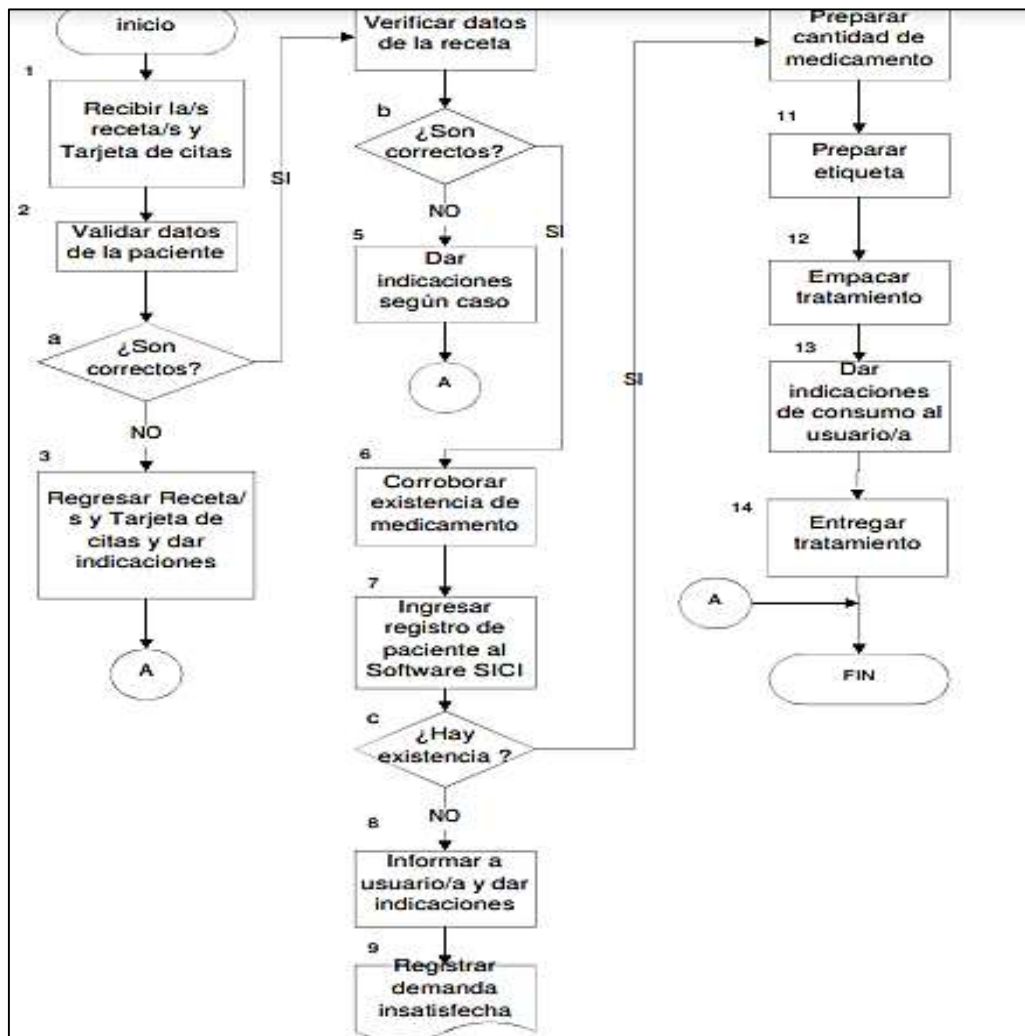 inicio
1
Recibir la/s
receta/s y
Tarjeta de citas
2
Validar datos
de la paciente
a
¿Son
correctos?
SI
NO
3
Regresar Receta/
s y Tarjeta de
citas y dar
indicaciones
A
Verificar datos
de la receta
b
¿Son
correctos?
NO
SI
5
Dar
indicaciones
según caso
A
6
Corroborar
existencia de
medicamento
7
Ingresar
registro de
paciente al
Software SICI
c
¿Hay
existencia ?
SI
NO
8
Informar a
usuario/a y dar
indicaciones
9
Registrar
demanda
insatisfecha
Preparar
cantidad de
medicamento
11
Preparar
etiqueta
12
Empacar
tratamiento
13
Dar
indicaciones
de consumo al
usuario/a
14
Entregar
tratamiento
A
FIN